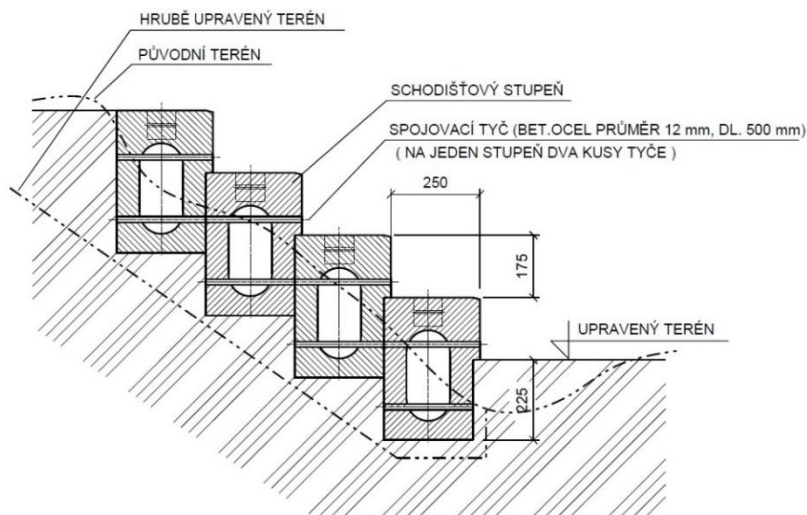 HRUBĚ UPRAVENÝ TERÉN
PŮVODNÍ TERÉN
SCHODIŠŤOVÝ STUPEŇ
SPOJOVACÍ TYČ (BET.OCEL PRŮMĚR 12 mm, DL. 500 mm)
( NA JEDEN STUPEŇ DVA KUSY TYČE )
250
175
UPRAVENÝ TERÉN
225